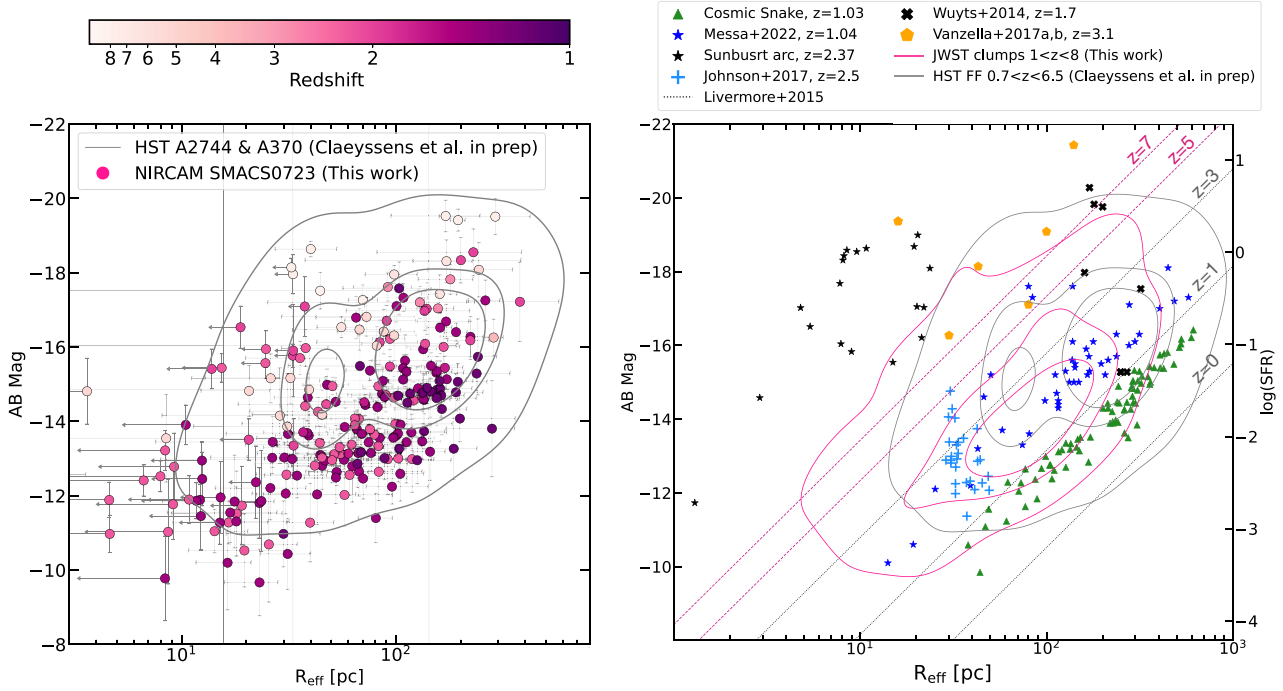 8 7 6 5 4 3 2 1
Redshift
HST A2744 & A370 (Claeyssens et al. in prep)
NIRCAM SMACS0723 (This work)
AB Mag
−22
−20
−18
−16
−14
−12
−10
−8
10¹ 10²
R_eff [pc]
Cosmic Snake, z=1.03
Messa+2022, z=1.04
Sunbusrt arc, z=2.37
Johnson+2017, z=2.5
Livermore+2015
Wuyts+2014, z=1.7
Vanzella+2017a,b, z=3.1
JWST clumps 1<z<8 (This work)
HST FF 0.7<z<6.5 (Claeyssens et al. in prep)
AB Mag
−22
−20
−18
−16
−14
−12
−10
z=7
z=5
z=3
z=1
z=0
1
0
−1
−2
−3
−4
log(SFR)
10¹ 10² 10³
R_eff [pc]